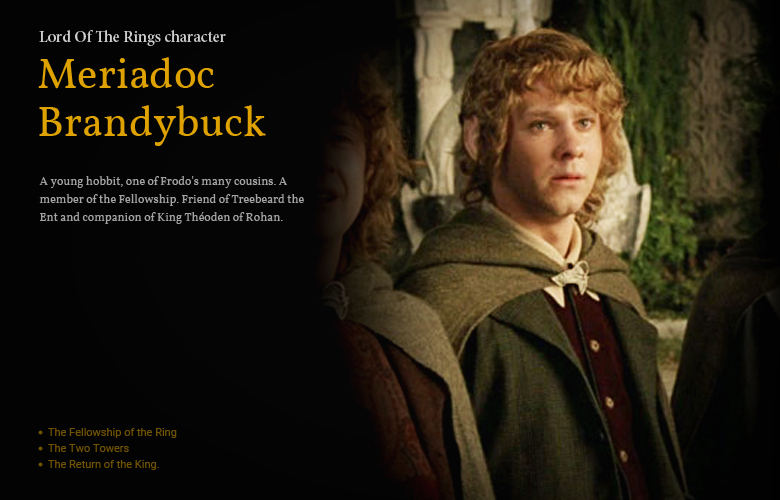 Lord Of The Rings character
Meriadoc
Brandybuck
A young hobbit, one of Frodo's many cousins. A
member of the Fellowship. Friend of Treebeard the
Ent and companion of King Théoden of Rohan.
• The Fellowship of the Ring
• The Two Towers
• The Return of the King.